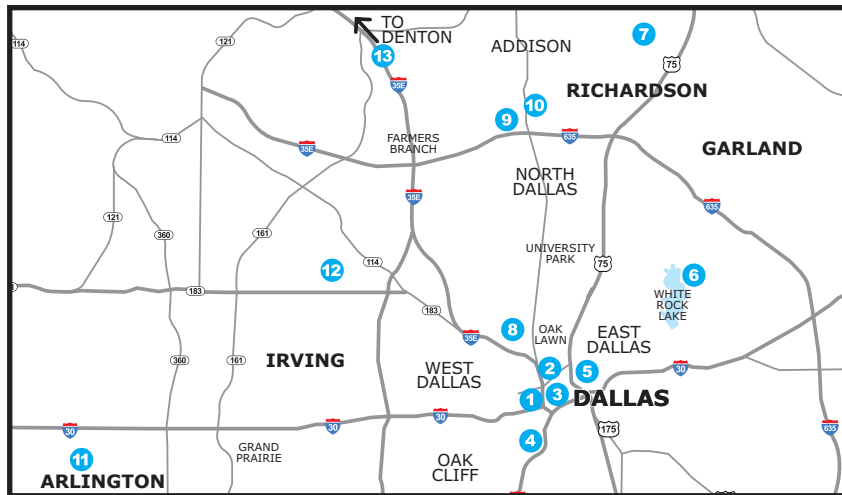 TO
DENTON
ADDISON
7
114
121
13
75
35E
RICHARDSON
10
9
114
35E
FARMERS
BRANCH
635
GARLAND
NORTH
DALLAS
35E
635
121
360
161
UNIVERSITY
PARK
75
114
12
6
183
WHITE
ROCK
LAKE
183
8
OAK
LAWN
EAST
DALLAS
35E
IRVING
161
360
WEST
DALLAS
2
5
30
1
3
DALLAS
30
30
30
635
175
4
11
GRAND
PRAIRIE
ARLINGTON
OAK
CLIFF